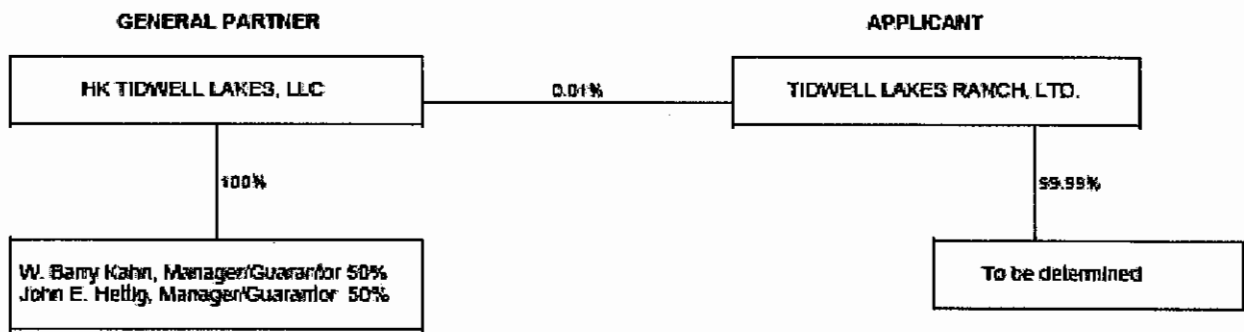 GENERAL PARTNER
APPLICANT
HK TIDWELL LAKES, LLC
0.01%
TIDWELL LAKES RANCH, LTD.
100%
99.99%
W. Barry Kahn, Manager/Guarantor 50%
John E. Hettig, Manager/Guarantor 50%
To be determined